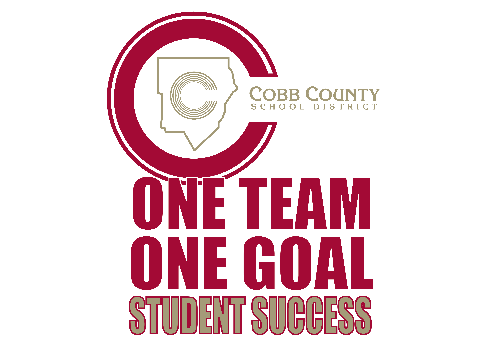 COBB COUNTY
SCHOOL DISTRICT
ONE TEAM
ONE GOAL
STUDENT SUCCESS